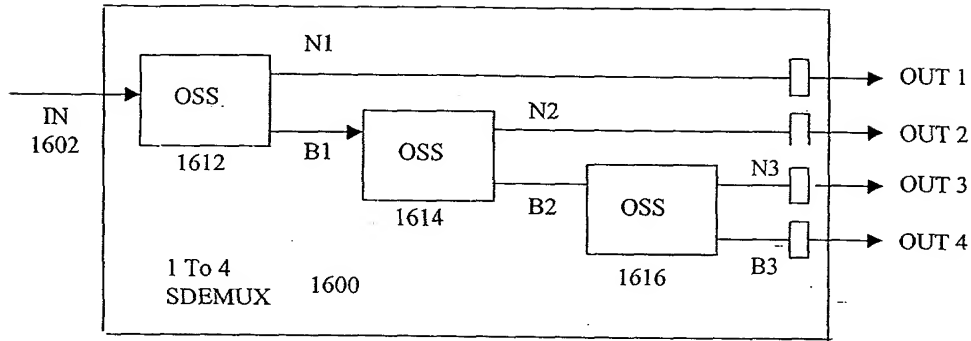 N1
OUT 1
OSS
IN
1602
N2
OUT 2
B1
1612
OSS
N3
OUT 3
B2
OSS
1614
OUT 4
B3
1 To 4
SDEMUX
1600
1616